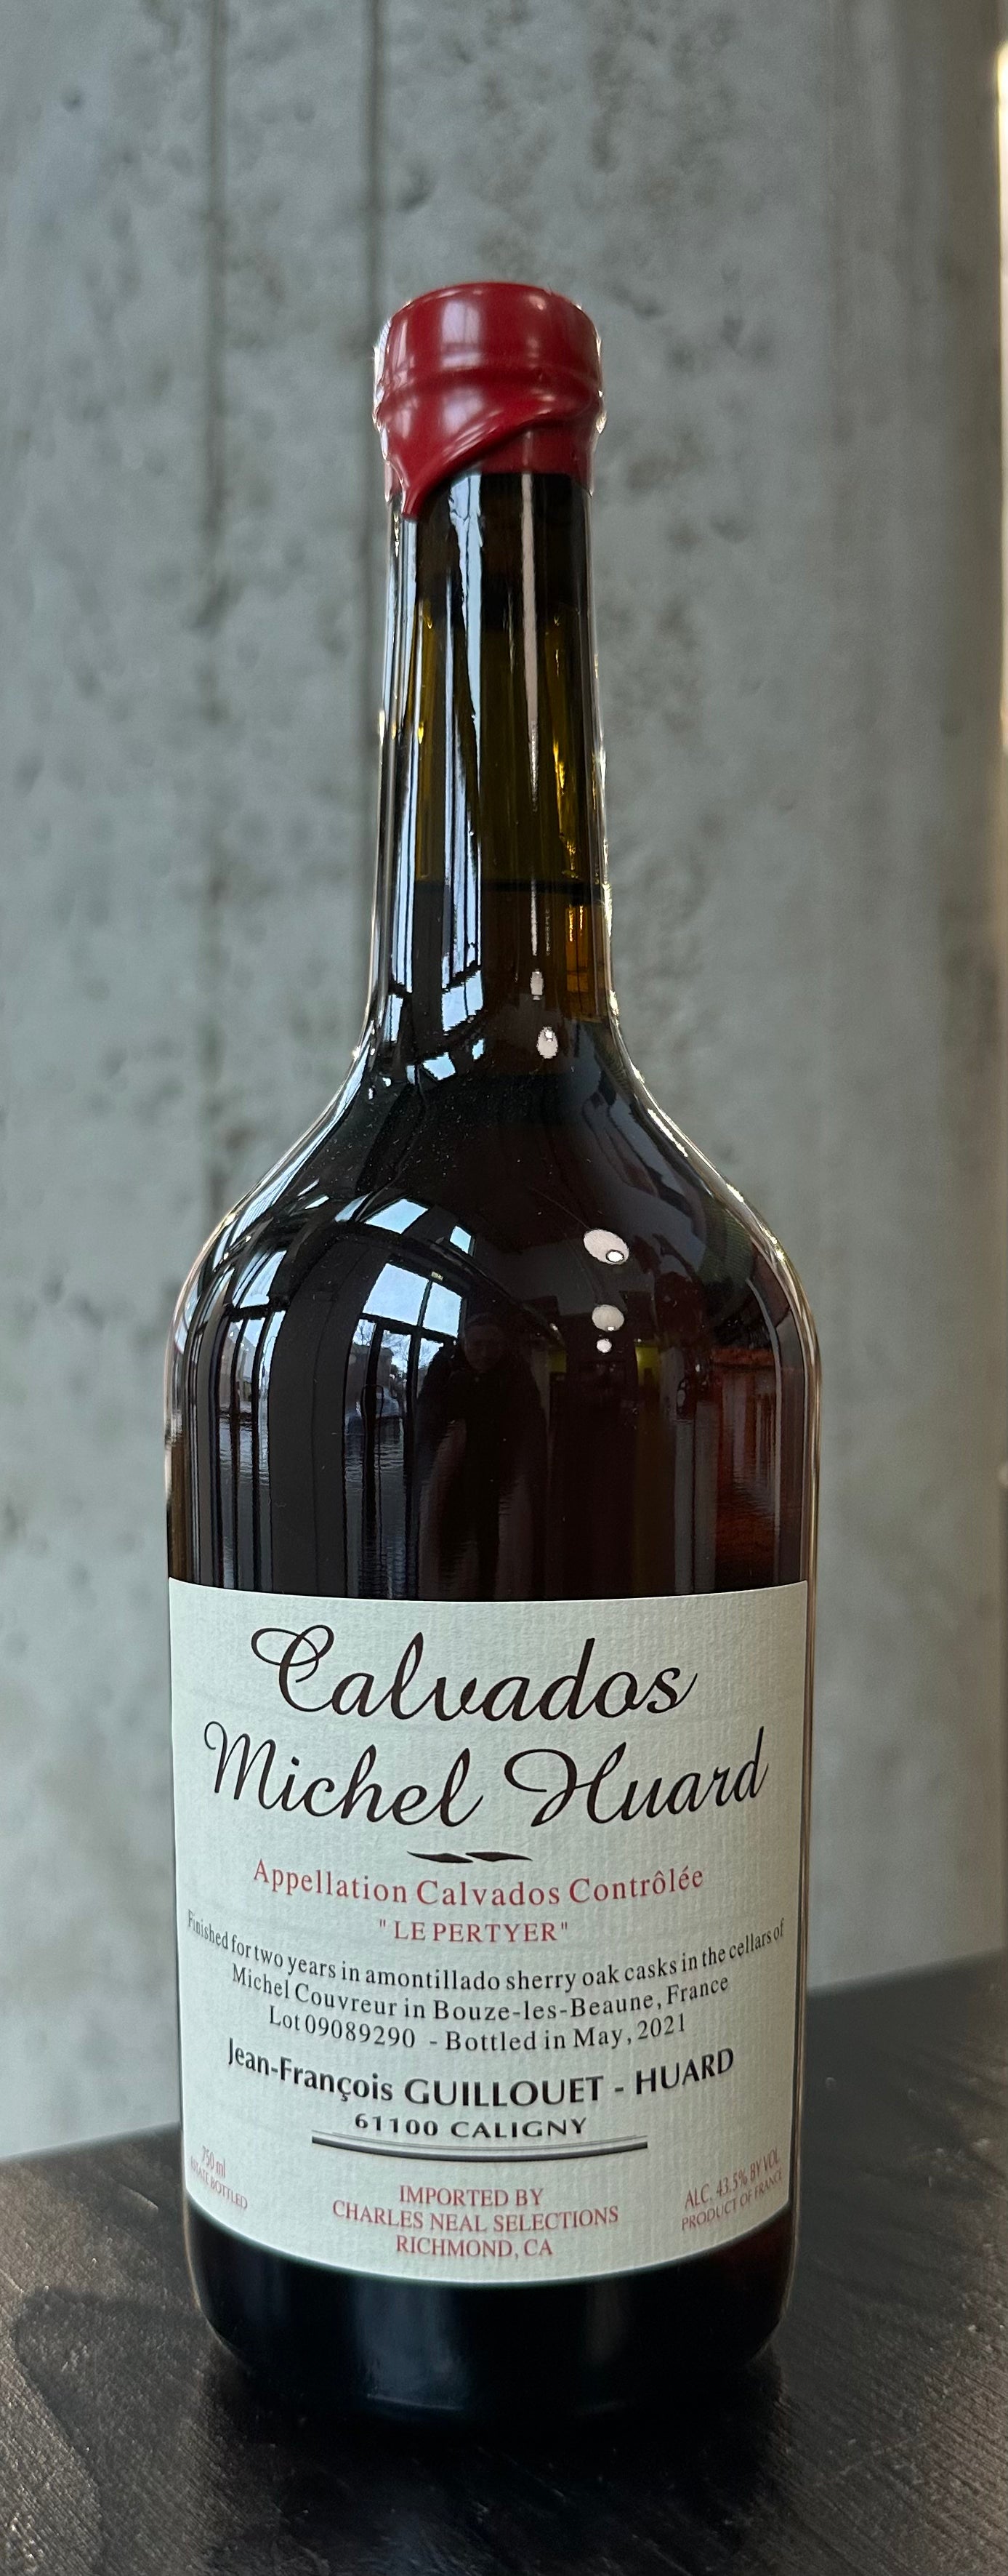 Calvados
Michel Huard
Appellation Calvados Contrôlée
"LE PERTYER"
Finished for two years in amontillado sherry oak casks in the cellars of
Michel Couvreur in Bouze-les-Beaune, France
Lot 09089290 - Bottled in May, 2021
Jean-François GUILLOUET - HUARD
61100 CALIGNY
750 ml
ESTATE BOTTLED
IMPORTED BY
CHARLES NEAL SELECTIONS
RICHMOND, CA
ALC. 43.5% BY VOL
PRODUCT OF FRANCE